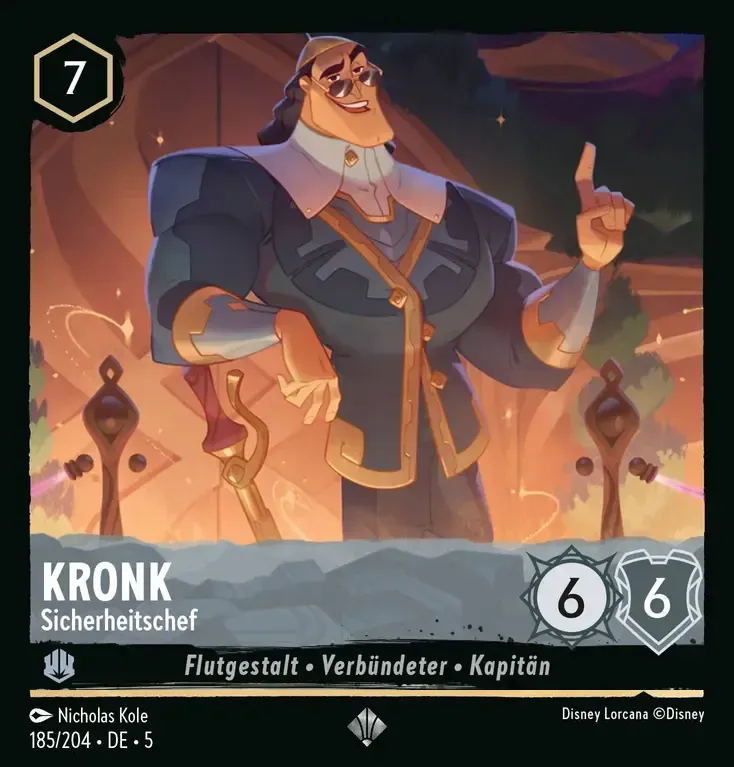 7
KRONK
Sicherheitschef
6
6
Flutgestalt • Verbündeter • Kapitän
Nicholas Kole
Disney Lorcana ©Disney
185/204 • DE • 5